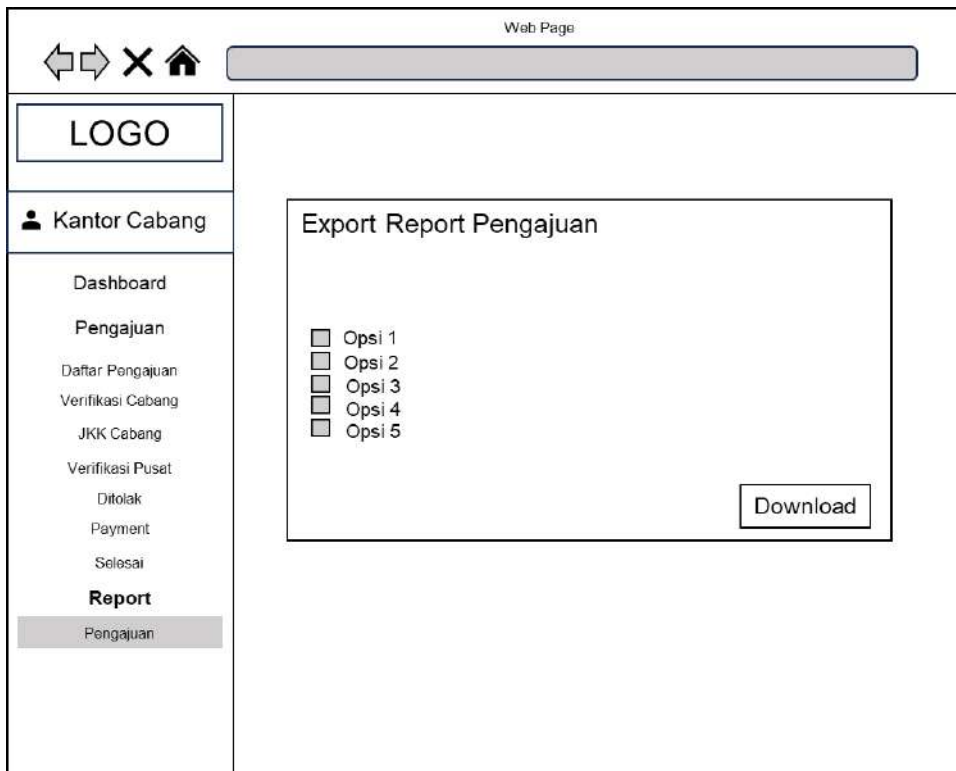 Web Page
LOGO
Kantor Cabang
Dashboard
Pengajuan
Daftar Pengajuan
Verifikasi Cabang
JKK Cabang
Verifikasi Pusat
Ditolak
Payment
Selesai
Report
Pengajuan
Export Report Pengajuan
Opsi 1
Opsi 2
Opsi 3
Opsi 4
Opsi 5
Download